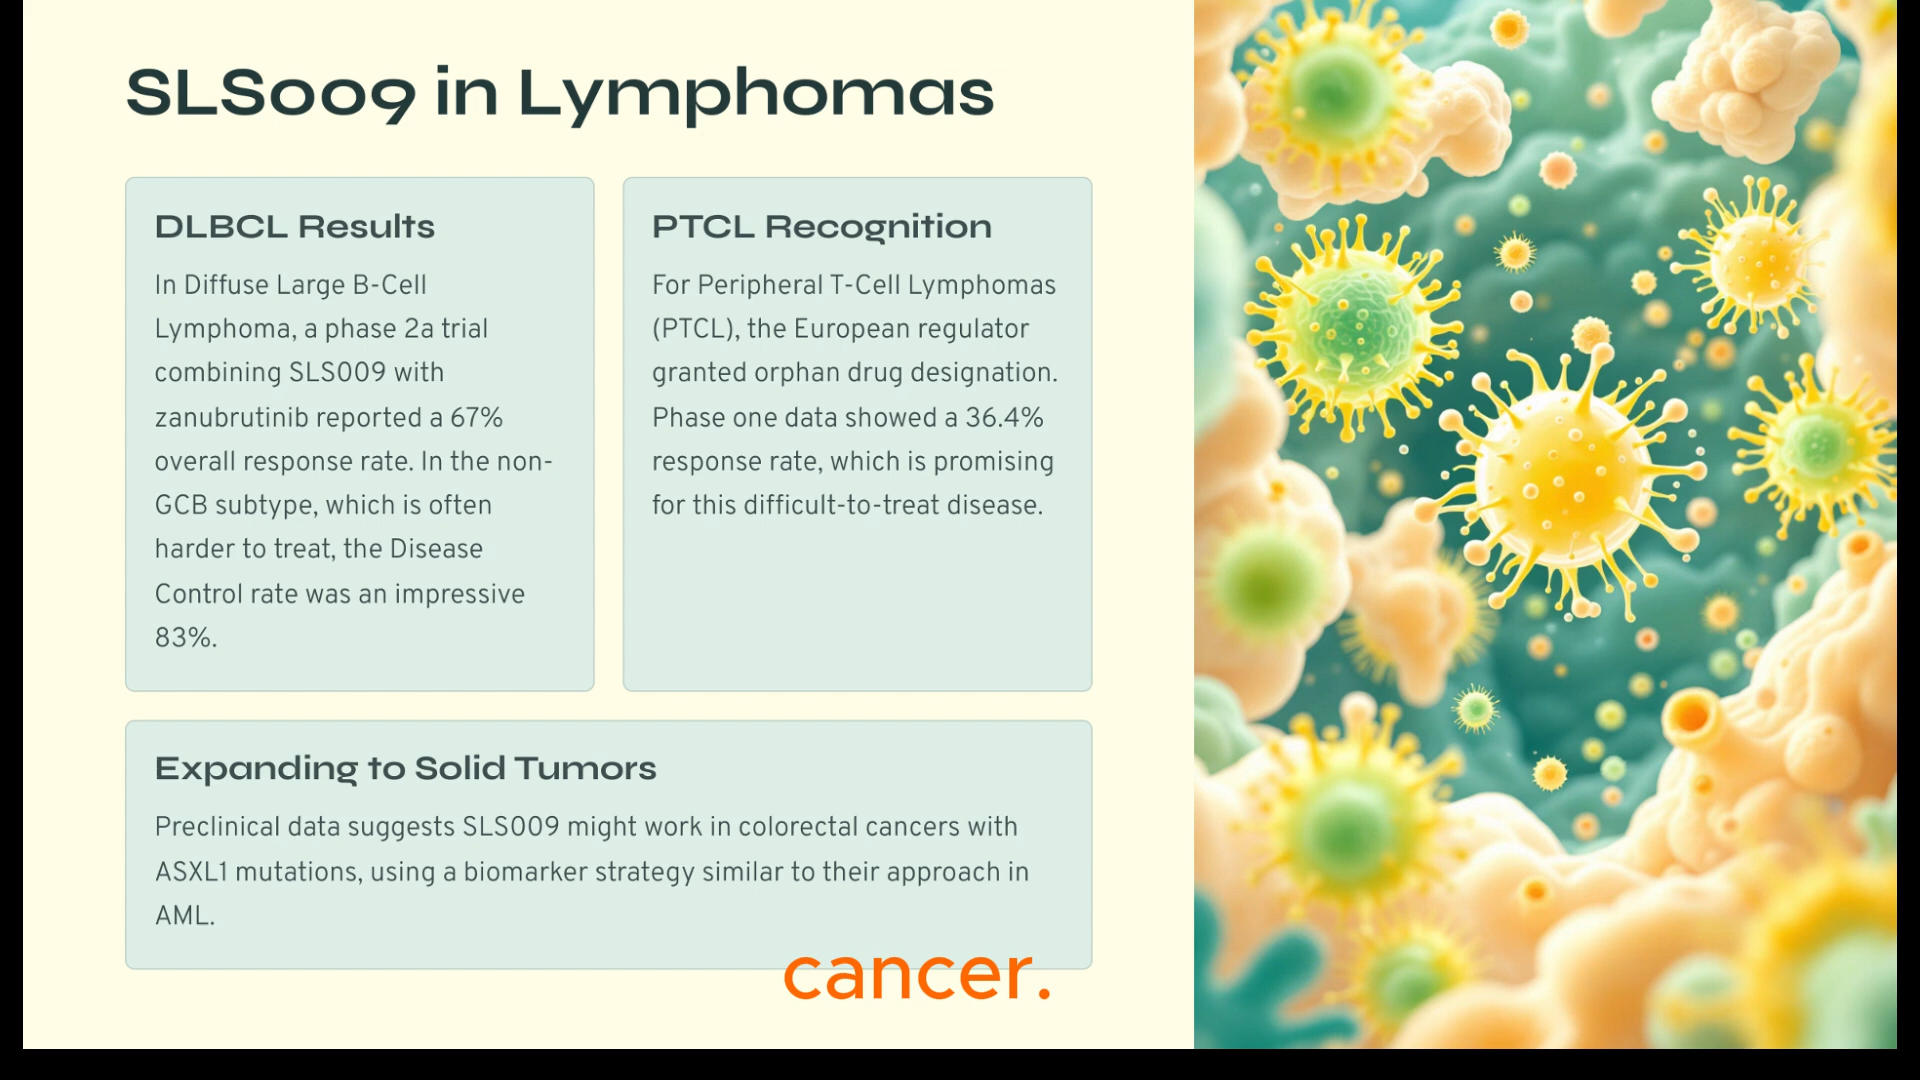 SLS009 in Lymphomas
DLBCL Results
In Diffuse Large B-Cell
Lymphoma, a phase 2a trial
combining SLS009 with
zanubrutinib reported a 67%
overall response rate. In the non-
GCB subtype, which is often
harder to treat, the Disease
Control rate was an impressive
83%.
PTCL Recognition
For Peripheral T-Cell Lymphomas
(PTCL), the European regulator
granted orphan drug designation.
Phase one data showed a 36.4%
response rate, which is promising
for this difficult-to-treat disease.
Expanding to Solid Tumors
Preclinical data suggests SLS009 might work in colorectal cancers with
ASXL1 mutations, using a biomarker strategy similar to their approach in
AML.
cancer.